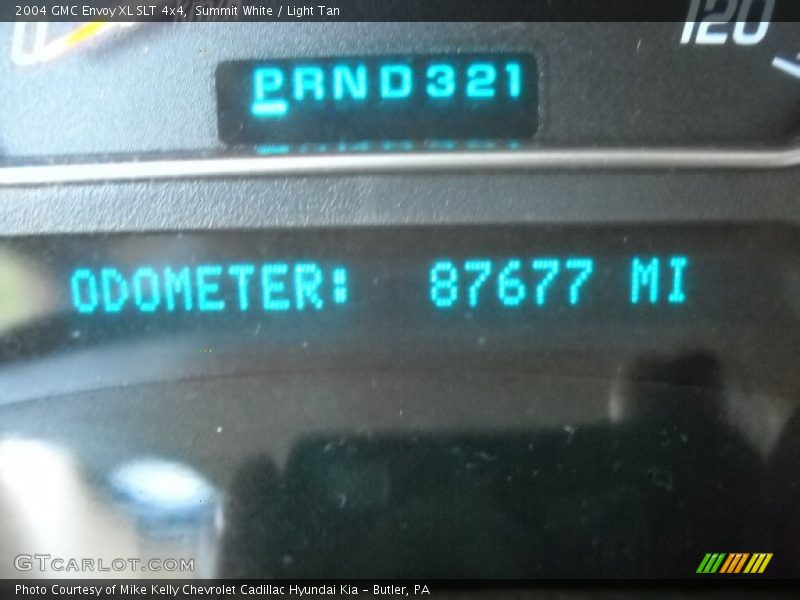 2004 GMC Envoy XL SLT 4x4, Summit White / Light Tan
120
PRND321
ODOMETER: 87677 MI
GTCARLOT.COM
Photo Courtesy of Mike Kelly Chevrolet Cadillac Hyundai Kia – Butler, PA